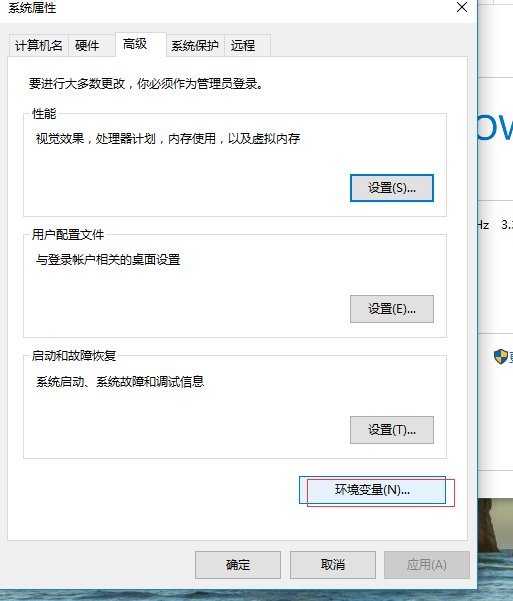 系统属性
计算机名 硬件 高级 系统保护 远程
要进行大多数更改，你必须作为管理员登录。
性能
视觉效果，处理器计划，内存使用，以及虚拟内存
设置(S)...
用户配置文件
与登录帐户相关的桌面设置
设置(E)...
启动和故障恢复
系统启动、系统故障和调试信息
设置(T)...
环境变量(N)...
确定 取消 应用(A)
Hz 3.